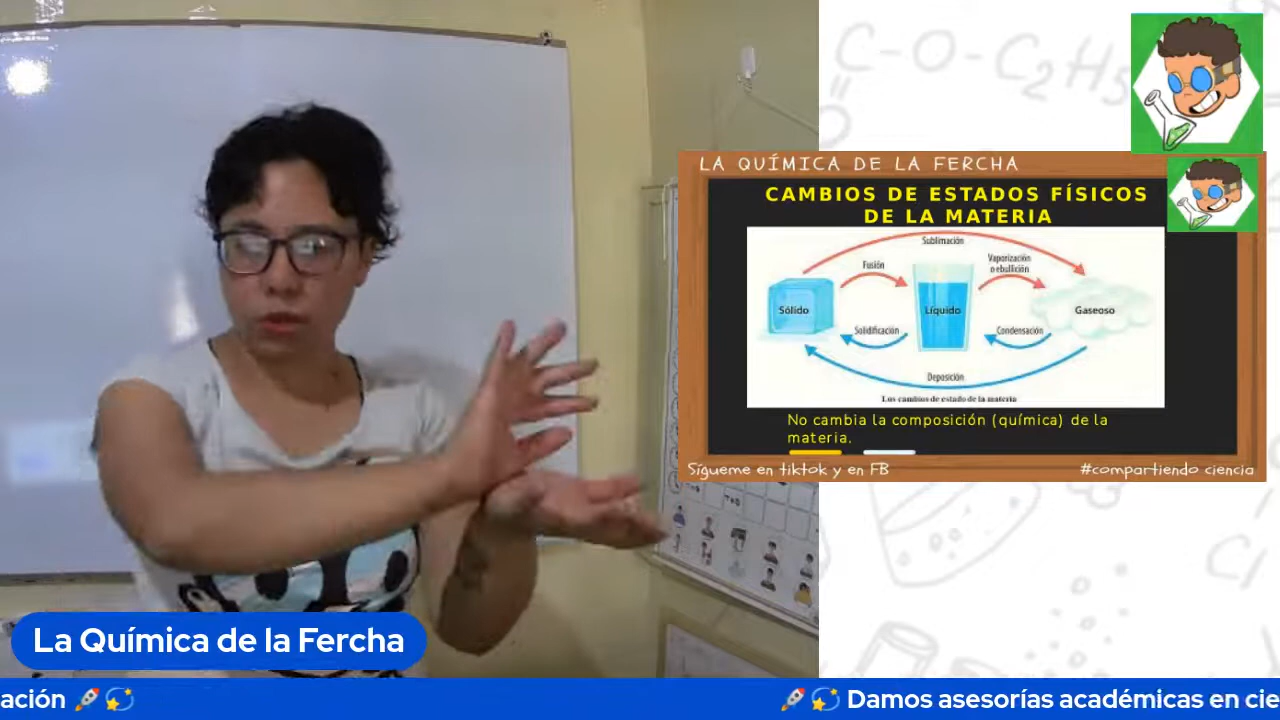 C-O-C₂H₅
LA QUÍMICA DE LA FERCHA
CAMBIOS DE ESTADOS FÍSICOS
DE LA MATERIA
Sublimación
Fusión
Vaporización
o ebullición
Sólido
Líquido
Gaseoso
Solidificación
Condensación
Deposición
Los cambios de estado de la materia
No cambia la composición (química) de la
materia.
Sígueme en tiktok y en FB
#compartiendo ciencia
La Química de la Fercha
ación 🚀 💫
🚀 💫 Damos asesorías académicas en cie